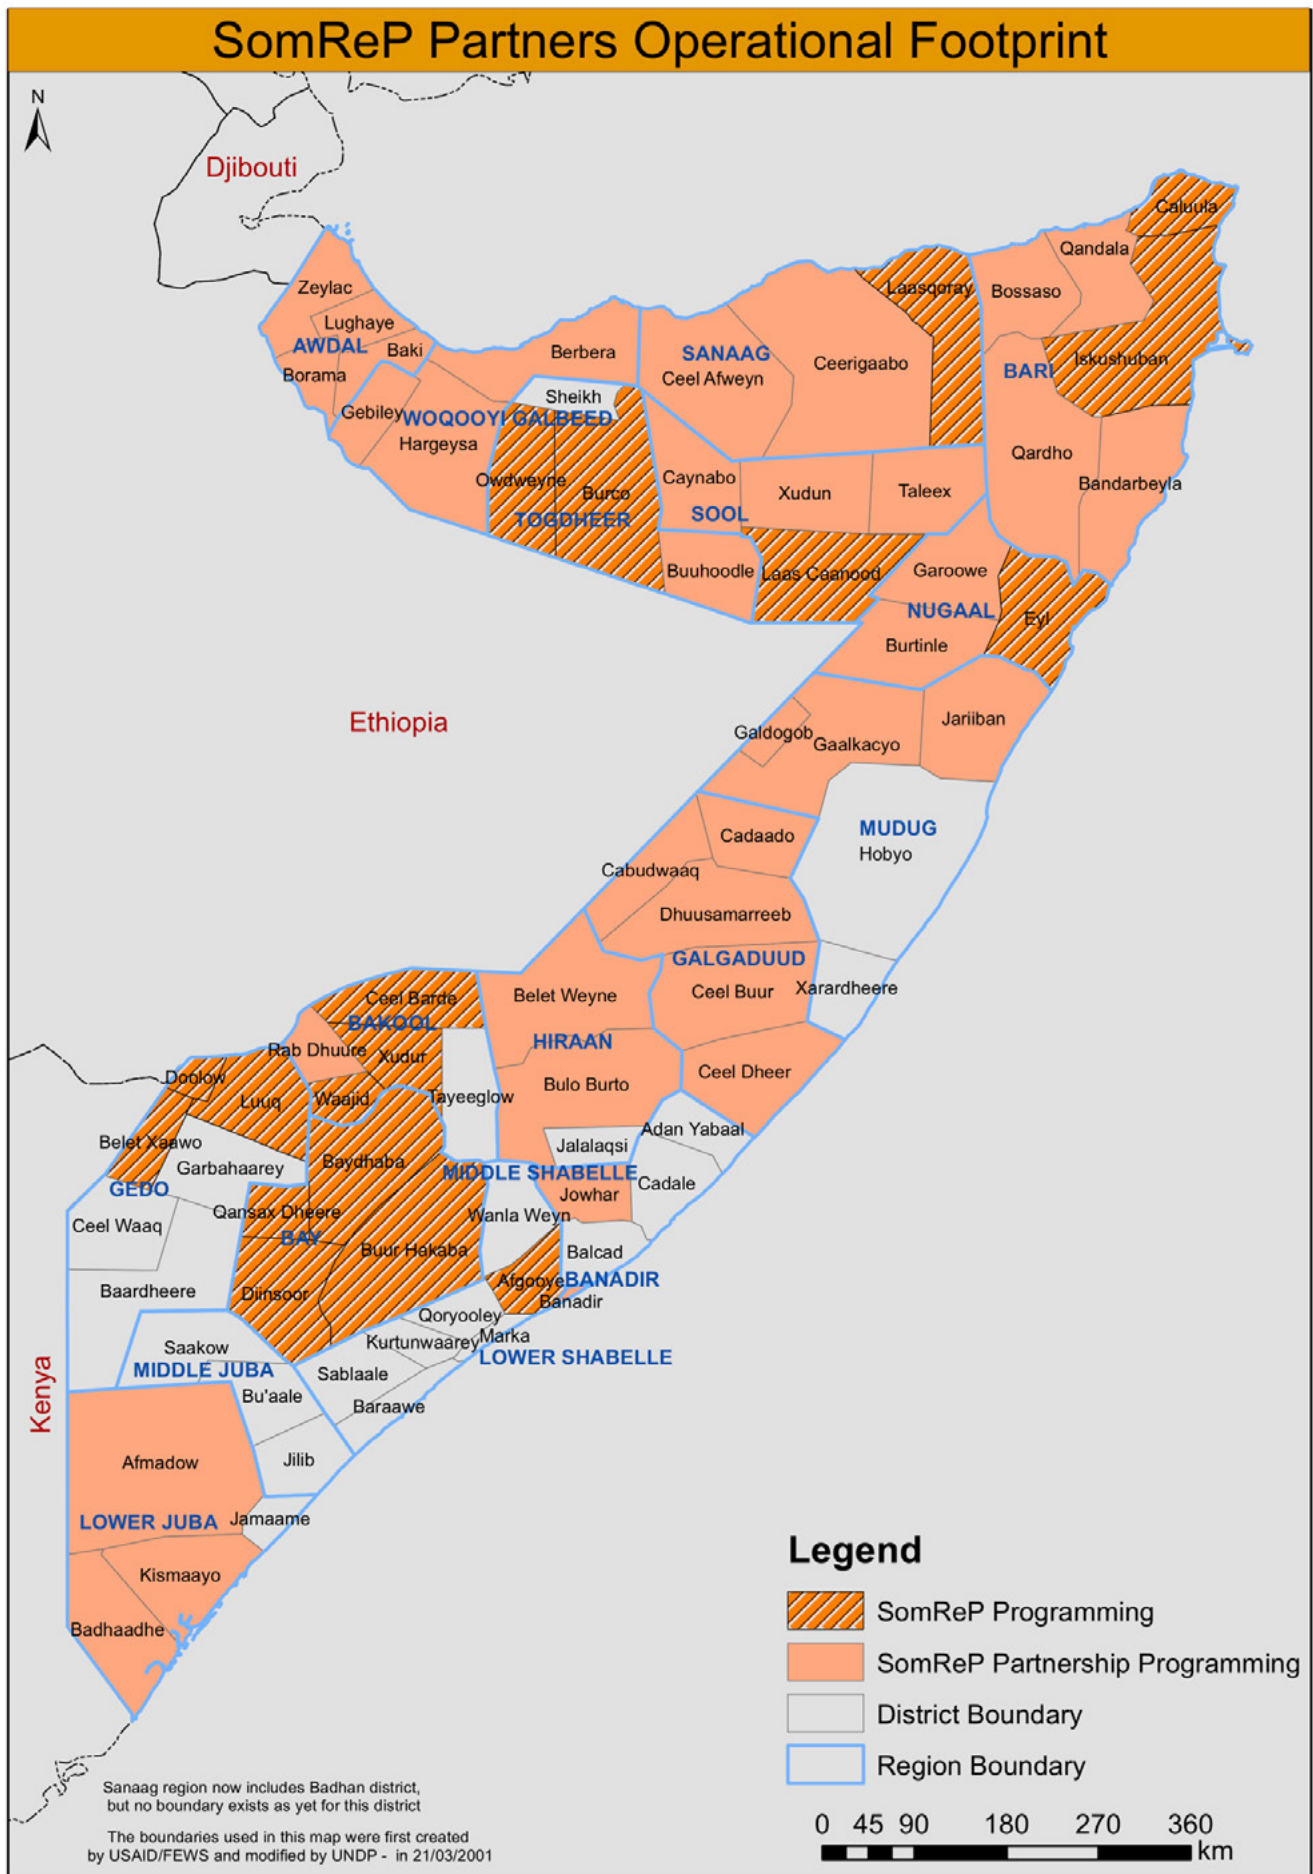 SomReP Partners Operational Footprint
N
Djibouti
Caluula
Qandala
Zeylac
Laasqoray
Bossaso
Lughaye
AWDAL
Baki
Berbera
SANAAG
Ceerigaabo
Iskushuban
BARI
Borama
Ceel Afweyn
Sheikh
Gebiley
WOQOOYI GALBEED
Hargeysa
Qardho
Owdweyne
Burco
Caynabo
Xudun
Taleex
Bandarbeyla
TOGDHEER
SOOL
Buuhoodle
Laas Caanood
Garoowe
NUGAAL
Eyl
Burtinle
Ethiopia
Jariiban
Galdogob
Gaalkacyo
MUDUG
Hobyo
Cadaado
Cabudwaaq
Dhuusamarreeb
GALGADUUD
Ceel Buur
Xarardheere
Belet Weyne
Ceel Barde
BAKOOL
HIRAAN
Rab Dhuure
Xudur
Ceel Dheer
Bulo Burto
Doolow
Luuq
Waajid
Tayeeglow
Adan Yabaal
Jalalaqsi
Belet Xaawo
Garbahaarey
Baydhaba
MIDDLE SHABELLE
Cadale
GEDO
Jowhar
Ceel Waaq
Qansax Dheere
Wanla Weyn
BAY
Buur Hakaba
Balcad
Baardheere
Diinsoor
Afgooye
BANADIR
Banadir
Qoryooley
Saakow
Kurtunwaarey
Marka
LOWER SHABELLE
MIDDLE JUBA
Sablaale
Bu'aale
Baraawe
Kenya
Afmadow
Jilib
LOWER JUBA
Jamaame
Kismaayo
Badhaadhe
Legend
SomReP Programming
SomReP Partnership Programming
District Boundary
Region Boundary
Sanaag region now includes Badhan district,
but no boundary exists as yet for this district
The boundaries used in this map were first created
by USAID/FEWS and modified by UNDP - in 21/03/2001
0 45 90 180 270 360
km